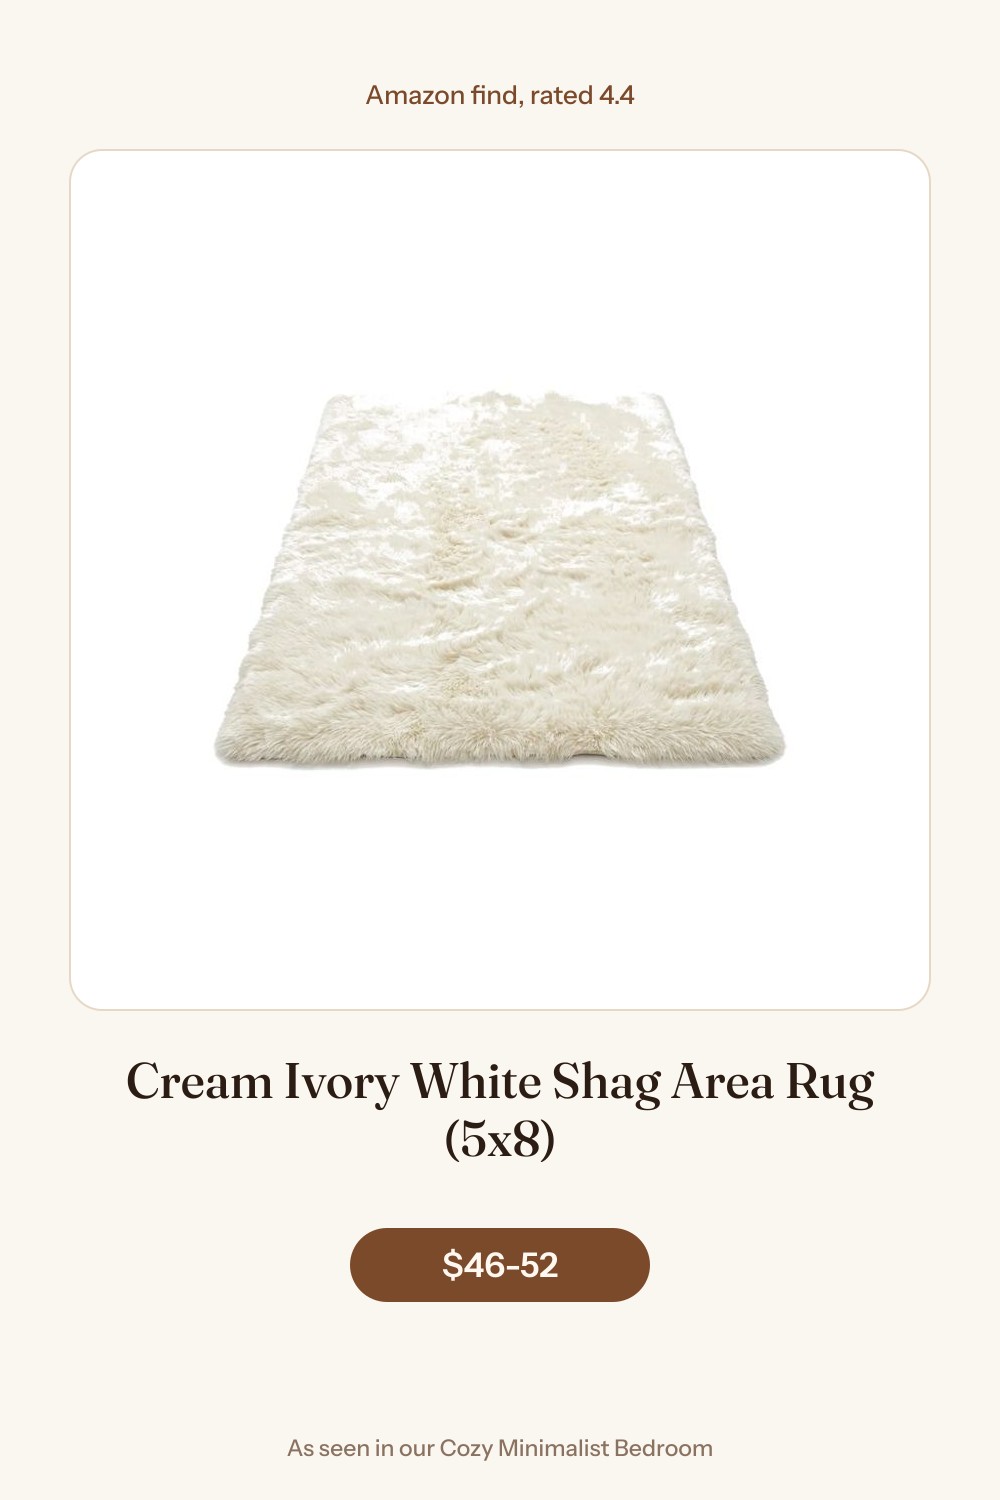 Amazon find, rated 4.4
Cream Ivory White Shag Area Rug
(5x8)
$46-52
As seen in our Cozy Minimalist Bedroom